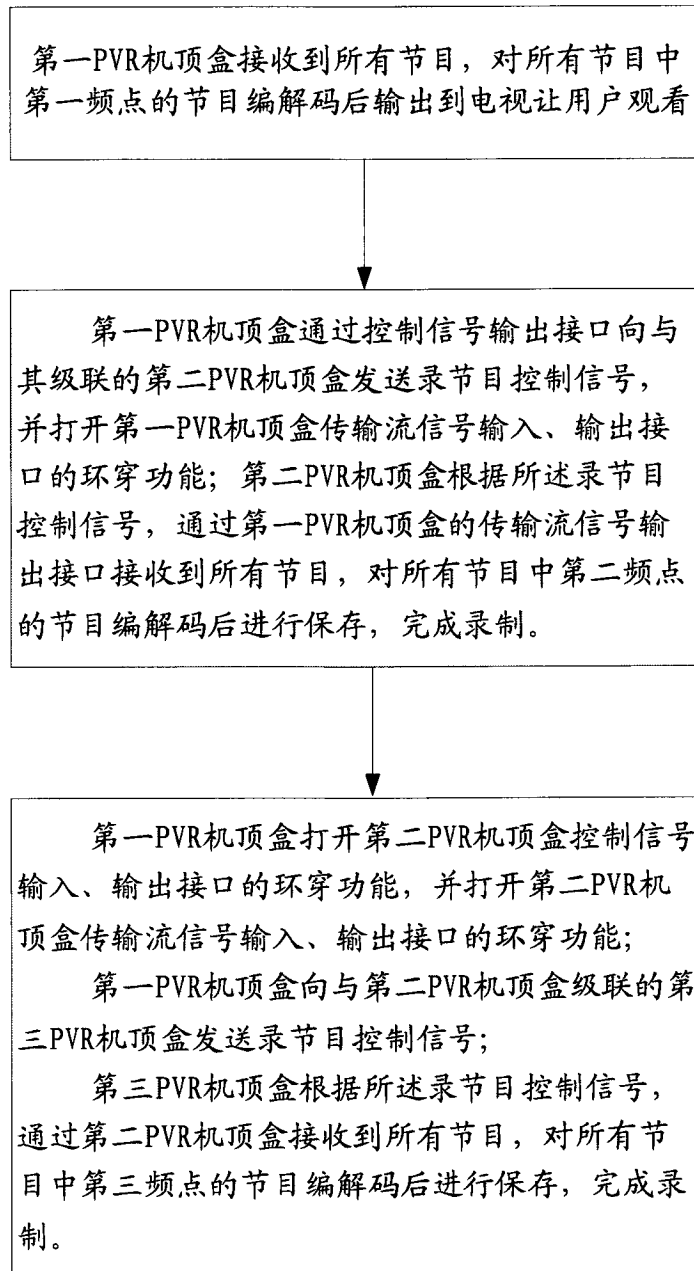 第一PVR机顶盒接收到所有节目，对所有节目中
第一频点的节目编解码后输出到电视让用户观看
第一PVR机顶盒通过控制信号输出接口向与
其级联的第二PVR机顶盒发送录节目控制信号，
并打开第一PVR机顶盒传输流信号输入、输出接
口的环穿功能；第二PVR机顶盒根据所述录节目
控制信号，通过第一PVR机顶盒的传输流信号输
出接口接收到所有节目，对所有节目中第二频点
的节目编解码后进行保存，完成录制。
第一PVR机顶盒打开第二PVR机顶盒控制信号
输入、输出接口的环穿功能，并打开第二PVR机
顶盒传输流信号输入、输出接口的环穿功能；
第一PVR机顶盒向与第二PVR机顶盒级联的第
三PVR机顶盒发送录节目控制信号；
第三PVR机顶盒根据所述录节目控制信号，
通过第二PVR机顶盒接收到所有节目，对所有节
目中第三频点的节目编解码后进行保存，完成录
制。